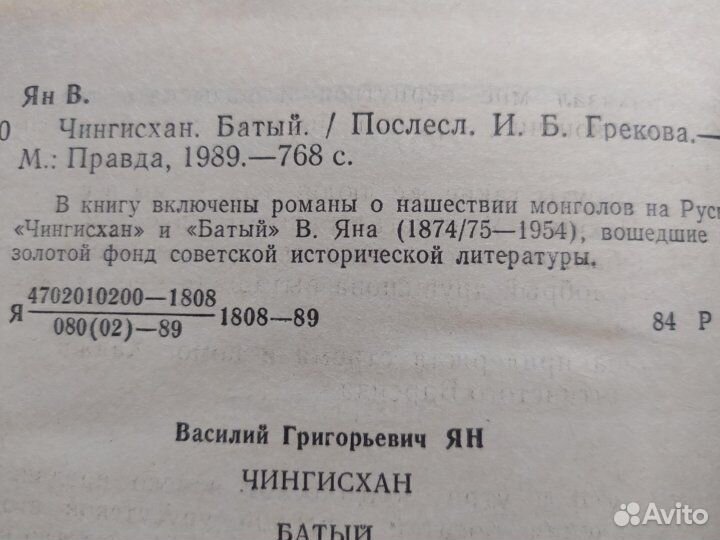 Ян В.
0 Чингисхан. Батый. / Послесл. И. Б. Грекова.—
М.: Правда, 1989.—768 с.
В книгу включены романы о нашествии монголов на Рус
«Чингисхан» и «Батый» В. Яна (1874/75—1954), вошедшие
золотой фонд советской исторической литературы.
4702010200—1808
Я 1808—89 84 Р
080(02)—89
Василий Григорьевич ЯН
ЧИНГИСХАН
БАТЫЙ
Avito